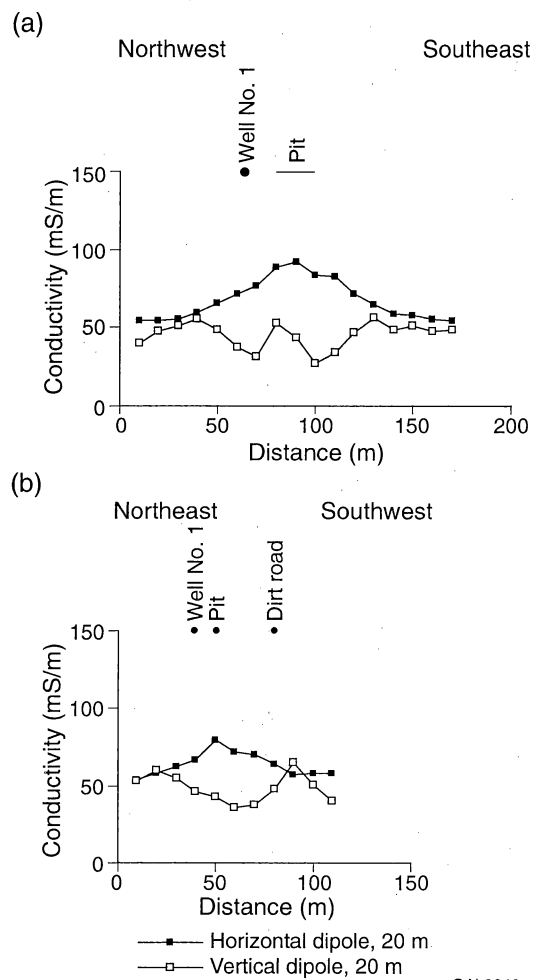 (a)
Northwest
Southeast
Well No. 1
Pit
Conductivity (mS/m)
150
100
50
0
0
50
100
150
200
Distance (m)
(b)
Northeast
Southwest
Well No. 1
Pit
Dirt road
Conductivity (mS/m)
150
100
50
0
0
50
100
150
Distance (m)
Horizontal dipole, 20 m
Vertical dipole, 20 m